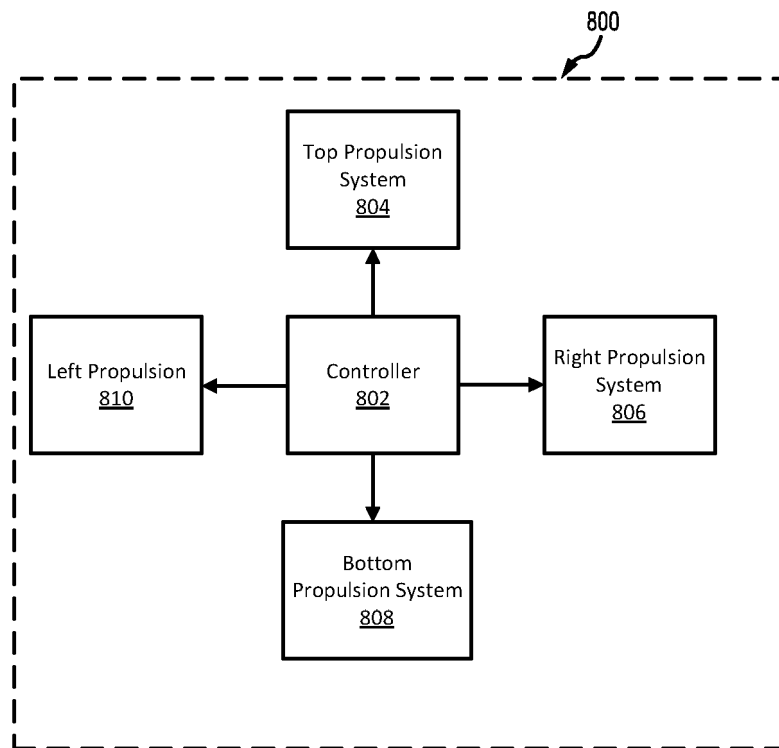 800
Top Propulsion
System
804
Left Propulsion
810
Controller
802
Right Propulsion
System
806
Bottom
Propulsion System
808